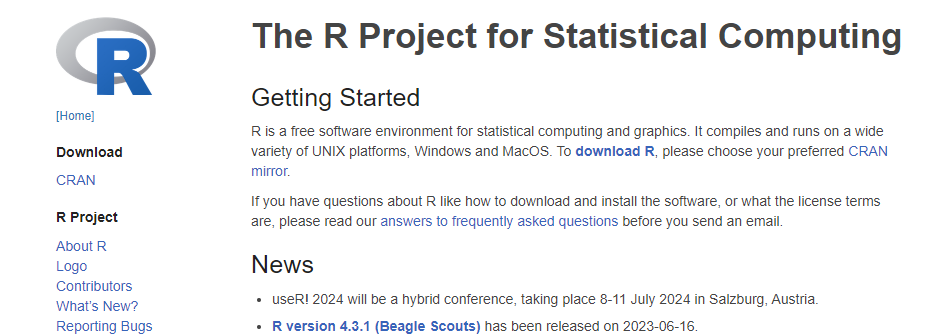 R
The R Project for Statistical Computing
[Home]
Download
CRAN
R Project
About R
Logo
Contributors
What's New?
Reporting Bugs
Getting Started
R is a free software environment for statistical computing and graphics. It compiles and runs on a wide
variety of UNIX platforms, Windows and MacOS. To download R, please choose your preferred CRAN
mirror.
If you have questions about R like how to download and install the software, or what the license terms
are, please read our answers to frequently asked questions before you send an email.
News
• useR! 2024 will be a hybrid conference, taking place 8-11 July 2024 in Salzburg, Austria.
• R version 4.3.1 (Beagle Scouts) has been released on 2023-06-16.